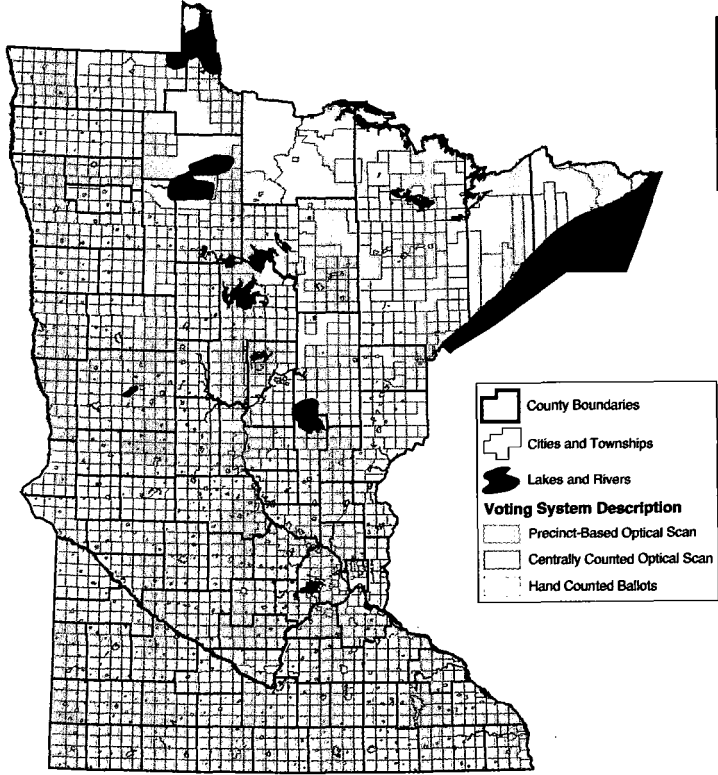 County Boundaries
Cities and Townships
Lakes and Rivers
Voting System Description
Precinct-Based Optical Scan
Centrally Counted Optical Scan
Hand Counted Ballots